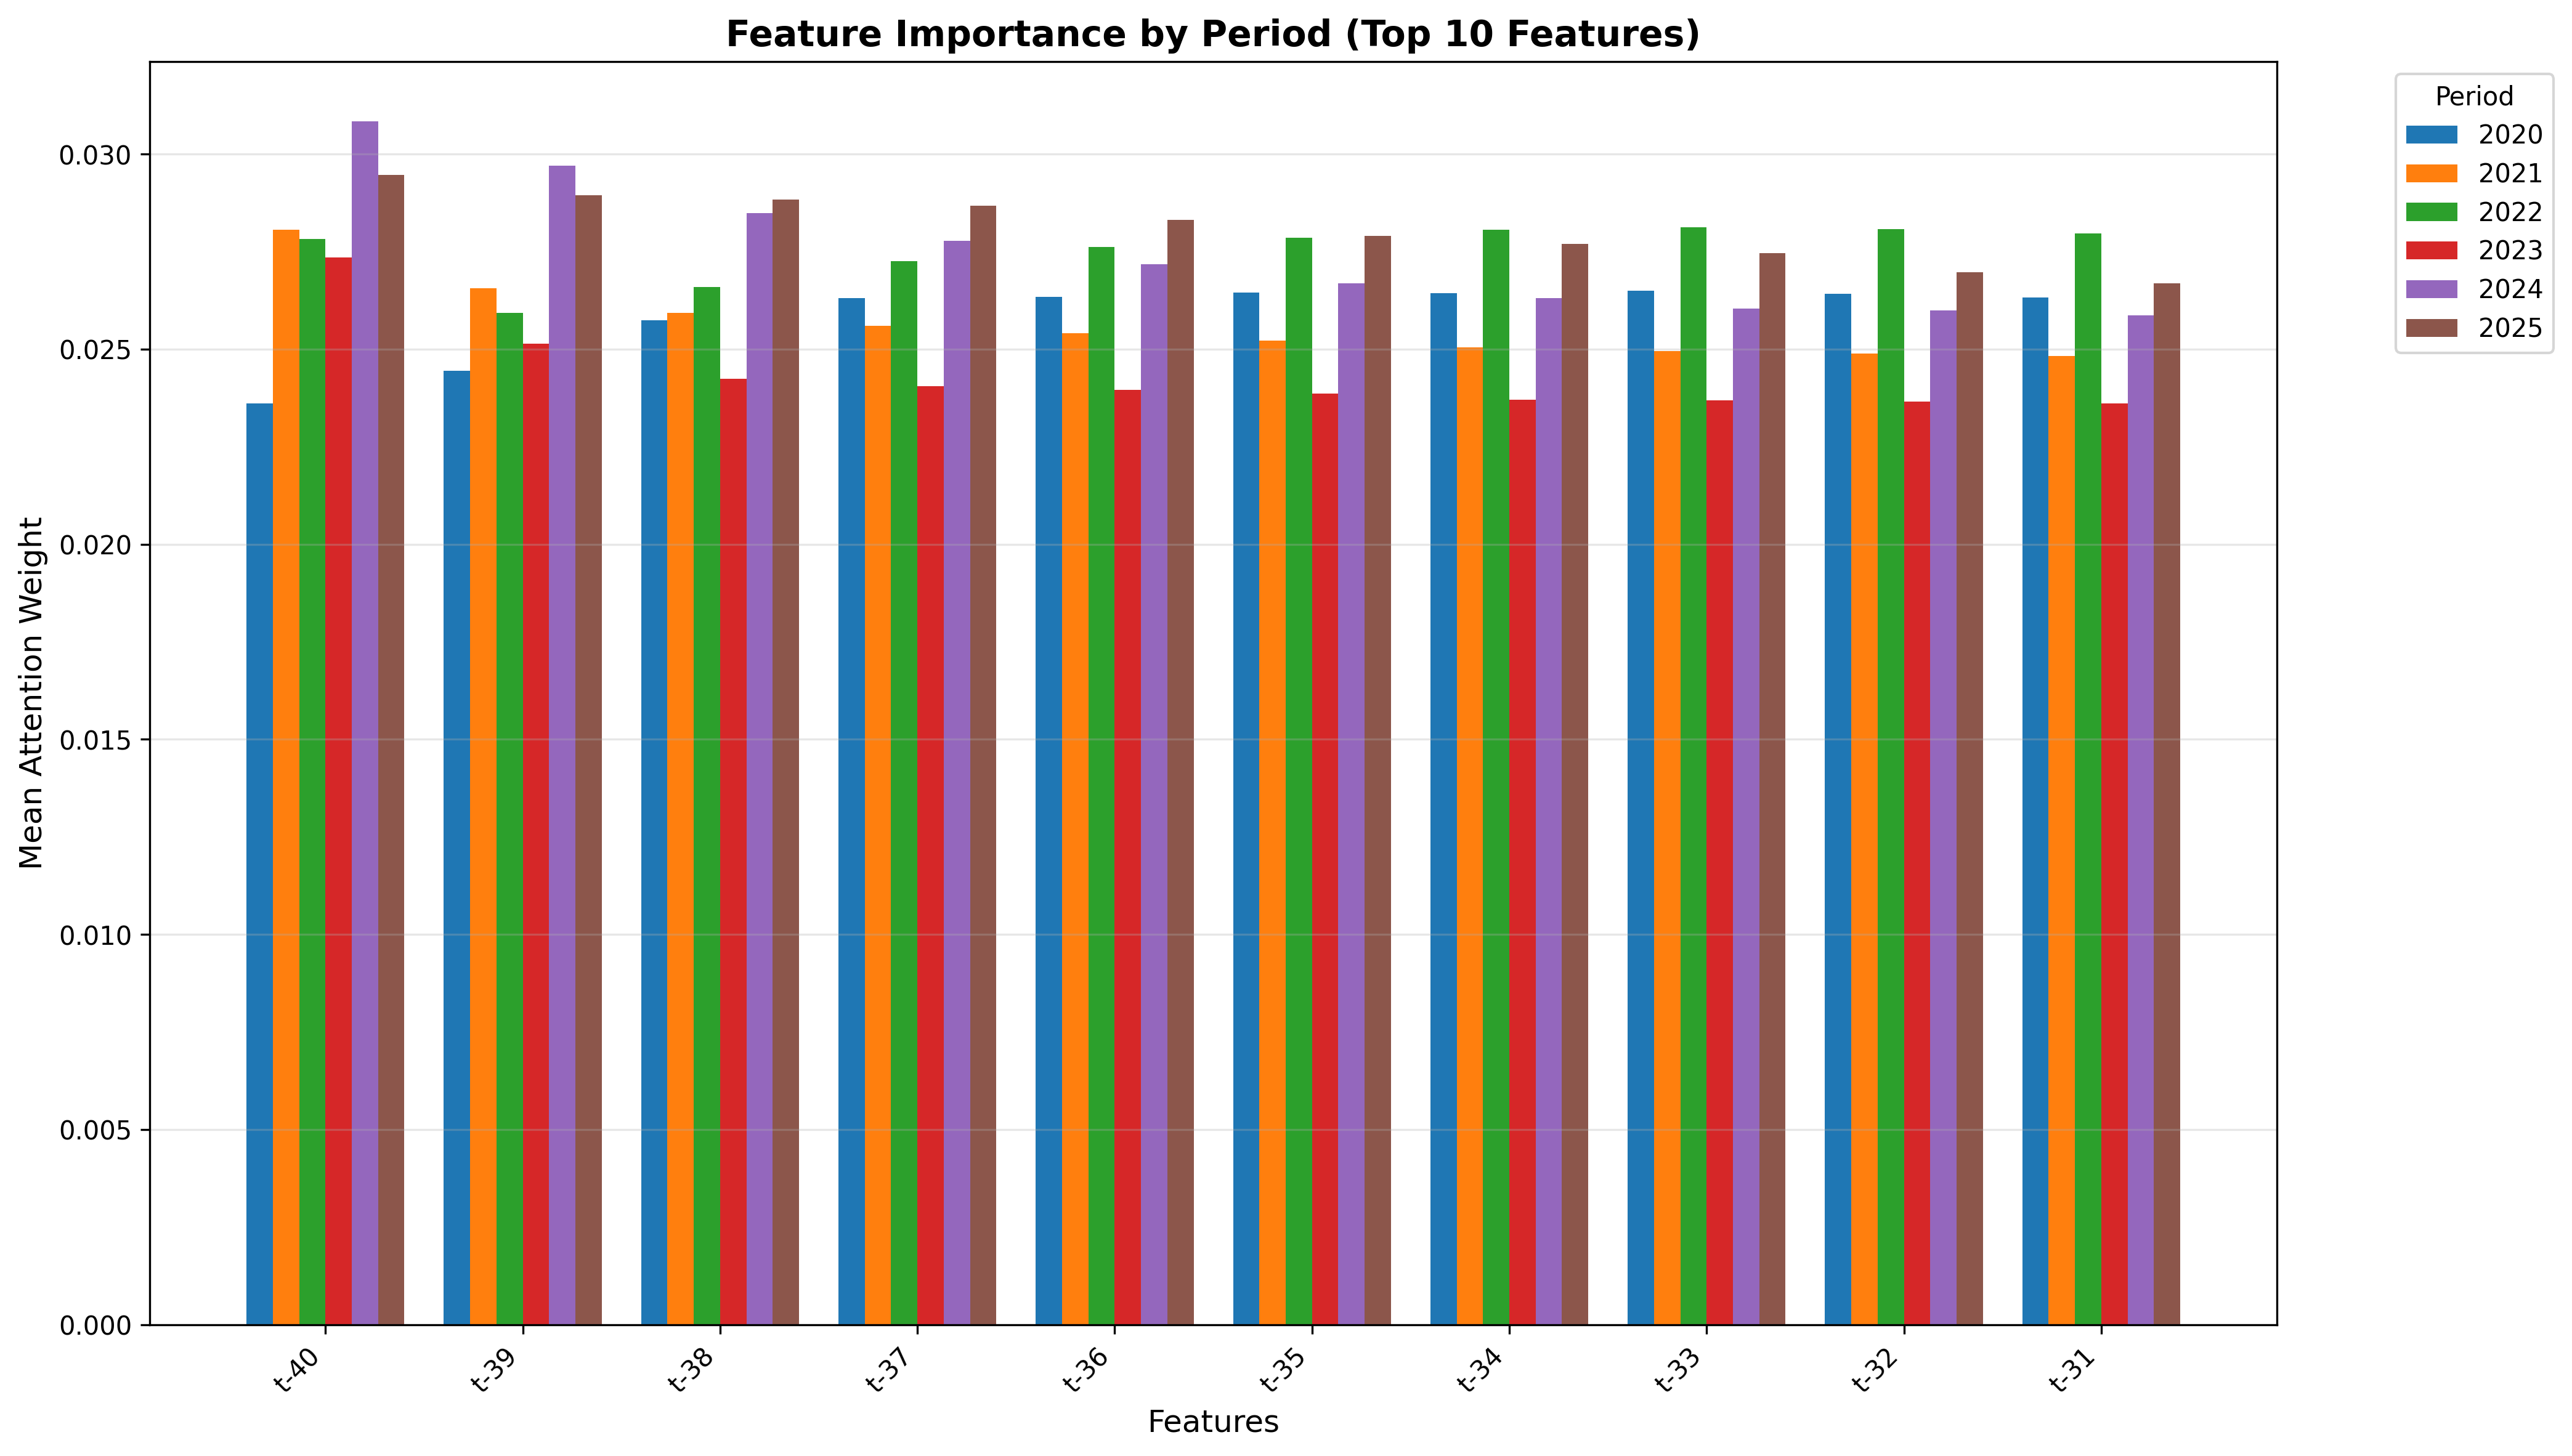 Feature Importance by Period (Top 10 Features)
Period
2020
2021
2022
2023
2024
2025
Mean Attention Weight
0.030
0.025
0.020
0.015
0.010
0.005
0.000
t-40
t-39
t-38
t-37
t-36
t-35
t-34
t-33
t-32
t-31
Features